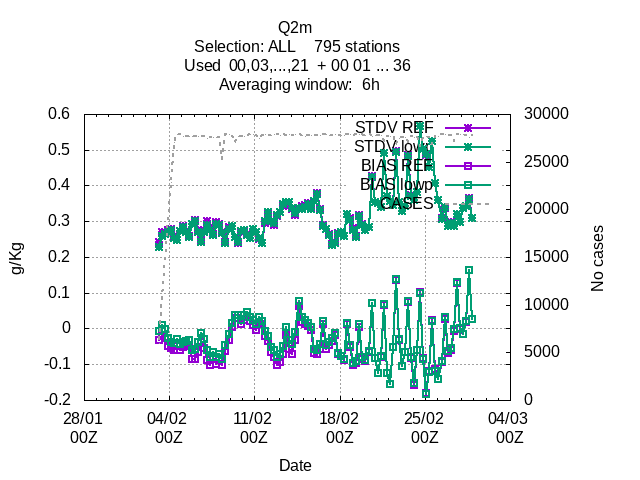 Q2m
Selection: ALL 795 stations
Used 00,03,...,21 + 00 01 ... 36
Averaging window: 6h
0.6
0.5
0.4
0.3
0.2
0.1
0
-0.1
-0.2
g/Kg
30000
25000
20000
15000
10000
5000
0
No cases
STDV REF
STDV lowp
BIAS REF
BIAS lowp
CASES
28/01 04/02 11/02 18/02 25/02 04/03
00Z 00Z 00Z 00Z 00Z 00Z
Date